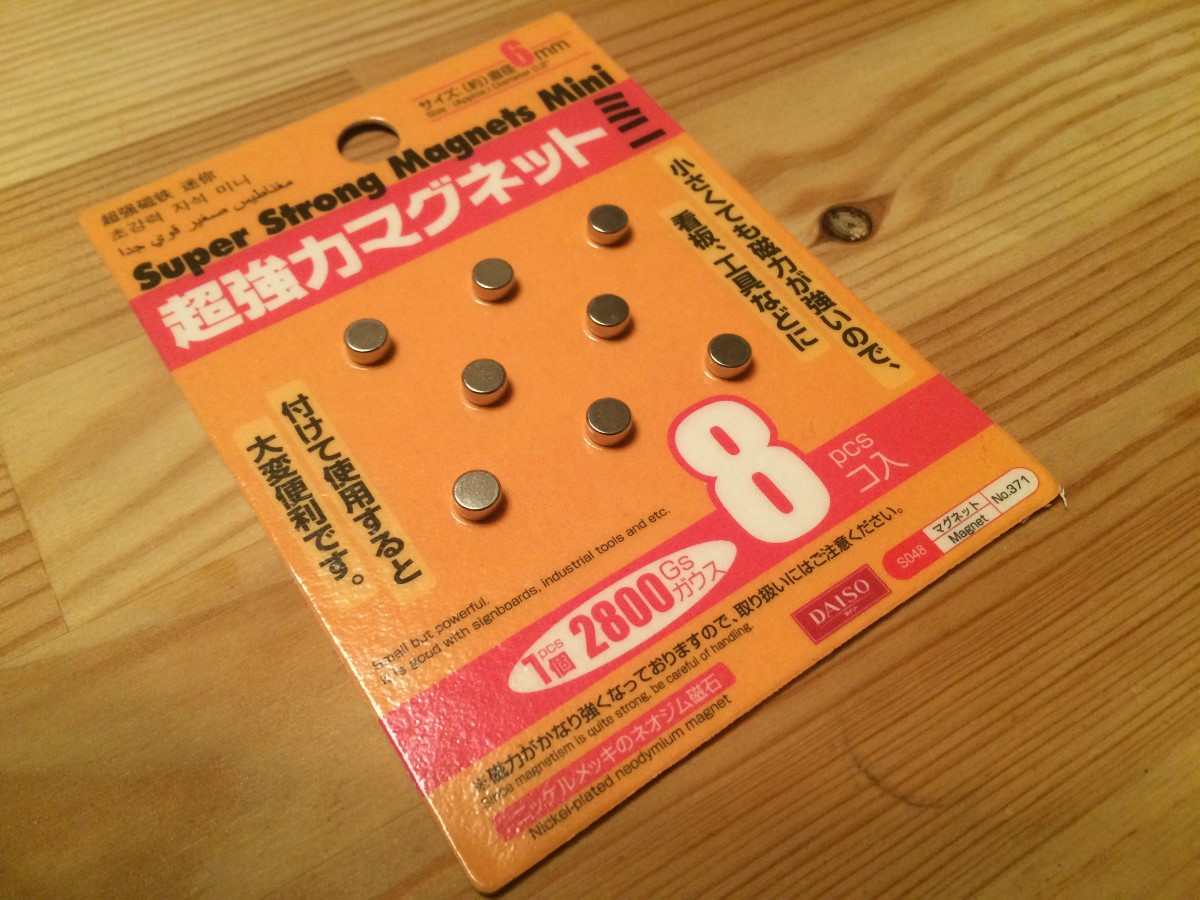 サイズ(約):直径6mm
Size (Approx.): Diameter 0.2"
超強磁铁 迷你
초강력 자석 미니
مغناطيس صغير قوي جدا
Super Strong Magnets Mini
超強力マグネットミニ
小さくても磁力が強いので、
看板、工具などに
付けて使用すると
大変便利です。
8
pcs
コ入
Small but powerful.
It is good with signboards, industrial tools and etc.
1pcs
個
2800
Gs
ガウス
※磁力がかなり強くなっておりますので、取り扱いにはご注意ください。
Since magnetism is quite strong, be careful of handling.
ニッケルメッキのネオジム磁石
Nickel-plated neodymium magnet
DAISO
ダイソー
S048
マグネット
Magnet
No.371